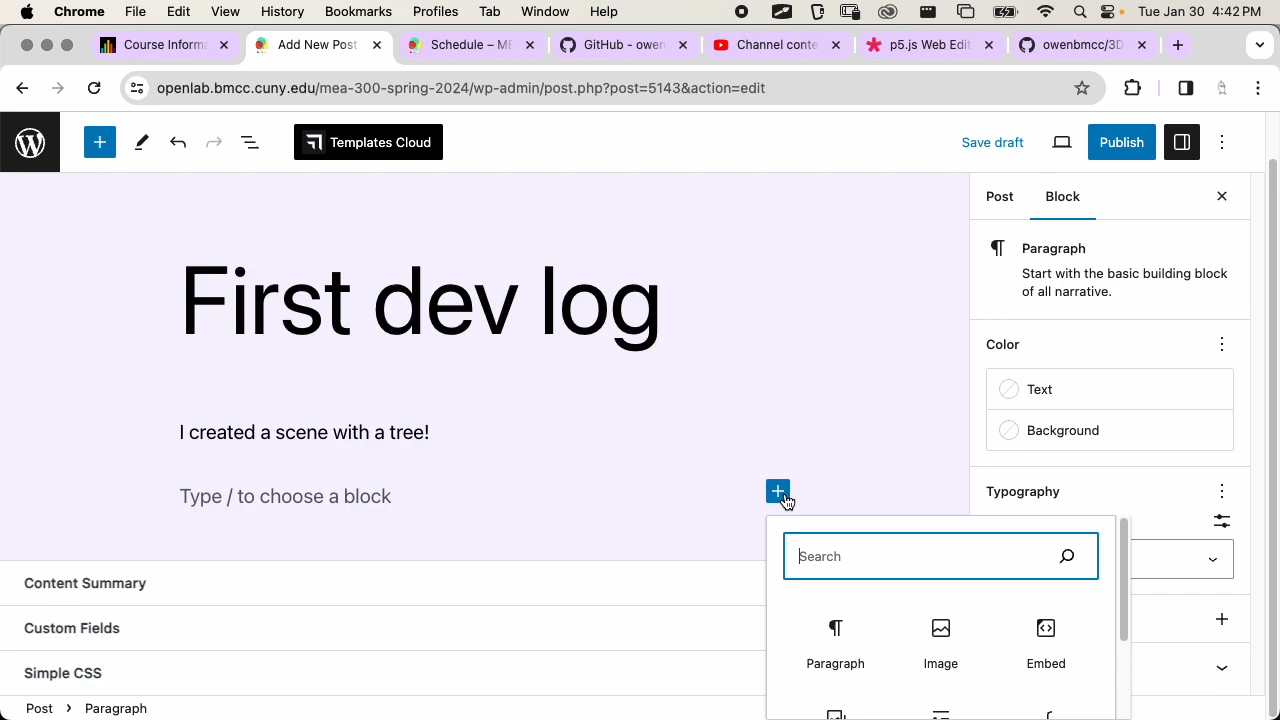 Chrome File Edit View History Bookmarks Profiles Tab Window Help Tue Jan 30 4:42 PM
Course Inform Add New Post Schedule – ME GitHub - owen Channel conte p5.js Web Edit owenbmcc/3D
openlab.bmcc.cuny.edu/mea-300-spring-2024/wp-admin/post.php?post=5143&action=edit
Templates Cloud Save draft Publish
Post Block
Paragraph
Start with the basic building block
of all narrative.
First dev log
Color
Text
Background
I created a scene with a tree!
Typography
Type / to choose a block
Search
Content Summary
Custom Fields
Paragraph Image Embed
Simple CSS
Post › Paragraph